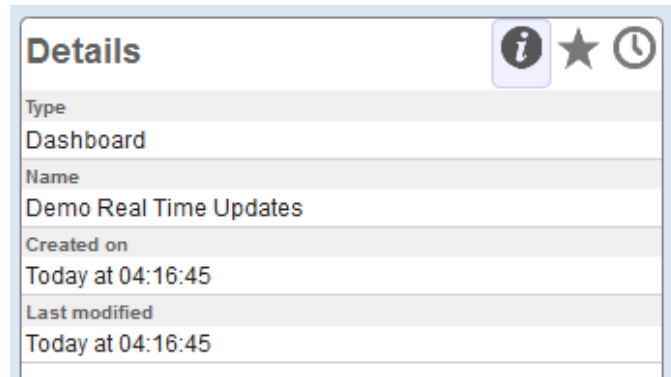 Details
Type
Dashboard
Name
Demo Real Time Updates
Created on
Today at 04:16:45
Last modified
Today at 04:16:45